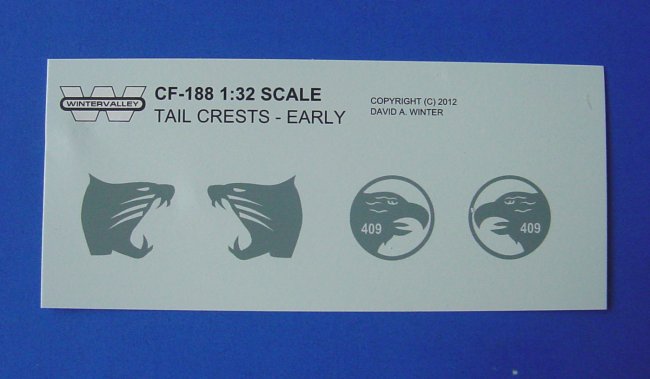 WINTERVALLEY
CF-188 1:32 SCALE
TAIL CRESTS - EARLY
COPYRIGHT (C) 2012
DAVID A. WINTER
409
409